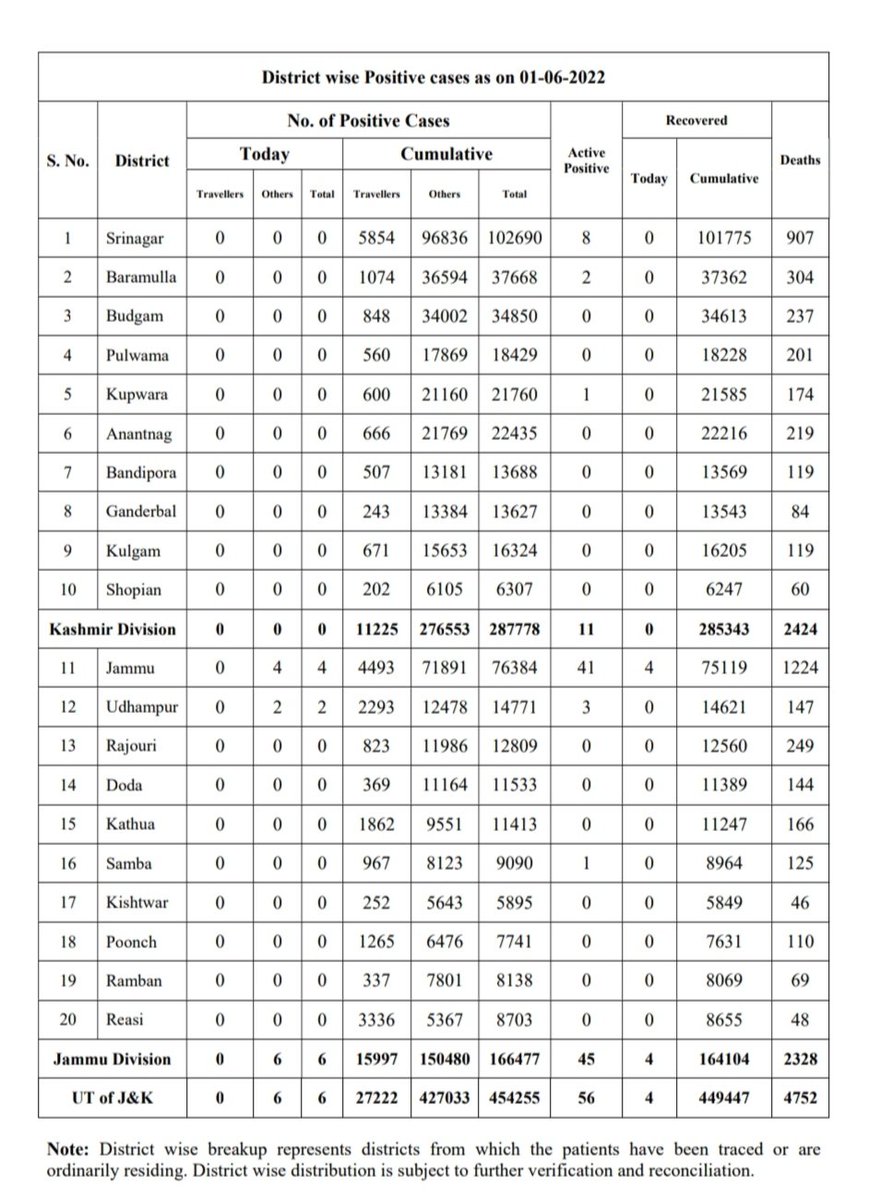 District wise Positive cases as on 01-06-2022
S. No. District No. of Positive Cases Active Positive Recovered Deaths
Today Cumulative Today Cumulative
Travellers Others Total Travellers Others Total
1 Srinagar 0 0 0 5854 96836 102690 8 0 101775 907
2 Baramulla 0 0 0 1074 36594 37668 2 0 37362 304
3 Budgam 0 0 0 848 34002 34850 0 0 34613 237
4 Pulwama 0 0 0 560 17869 18429 0 0 18228 201
5 Kupwara 0 0 0 600 21160 21760 1 0 21585 174
6 Anantnag 0 0 0 666 21769 22435 0 0 22216 219
7 Bandipora 0 0 0 507 13181 13688 0 0 13569 119
8 Ganderbal 0 0 0 243 13384 13627 0 0 13543 84
9 Kulgam 0 0 0 671 15653 16324 0 0 16205 119
10 Shopian 0 0 0 202 6105 6307 0 0 6247 60
Kashmir Division 0 0 0 11225 276553 287778 11 0 285343 2424
11 Jammu 0 4 4 4493 71891 76384 41 4 75119 1224
12 Udhampur 0 2 2 2293 12478 14771 3 0 14621 147
13 Rajouri 0 0 0 823 11986 12809 0 0 12560 249
14 Doda 0 0 0 369 11164 11533 0 0 11389 144
15 Kathua 0 0 0 1862 9551 11413 0 0 11247 166
16 Samba 0 0 0 967 8123 9090 1 0 8964 125
17 Kishtwar 0 0 0 252 5643 5895 0 0 5849 46
18 Poonch 0 0 0 1265 6476 7741 0 0 7631 110
19 Ramban 0 0 0 337 7801 8138 0 0 8069 69
20 Reasi 0 0 0 3336 5367 8703 0 0 8655 48
Jammu Division 0 6 6 15997 150480 166477 45 4 164104 2328
UT of J&K 0 6 6 27222 427033 454255 56 4 449447 4752
Note: District wise breakup represents districts from which the patients have been traced or are
ordinarily residing. District wise distribution is subject to further verification and reconciliation.